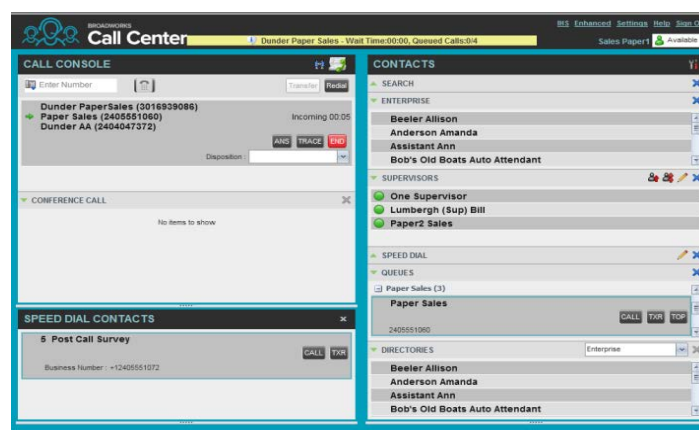 BROADWORKS
Call Center
Dunder Paper Sales - Wait Time:00:00, Queued Calls:0/4
Enhanced Settings Help Sign O
Sales Paper1 Available
CALL CONSOLE
Enter Number
Transfer Redial
Dunder PaperSales (3016939086)
Paper Sales (2405551060)
Incoming 00:05
Dunder AA (2404047372)
ANS TRACE END
Disposition :
CONFERENCE CALL
No items to show
SPEED DIAL CONTACTS
5 Post Call Survey
CALL TXR
Business Number : +12405551072
CONTACTS
SEARCH
ENTERPRISE
Beeler Allison
Anderson Amanda
Assistant Ann
Bob's Old Boats Auto Attendant
SUPERVISORS
One Supervisor
Lumbergh (Sup) Bill
Paper2 Sales
SPEED DIAL
QUEUES
Paper Sales (3)
Paper Sales
CALL TXR TOP
2405551060
DIRECTORIES
Enterprise
Beeler Allison
Anderson Amanda
Assistant Ann
Bob's Old Boats Auto Attendant